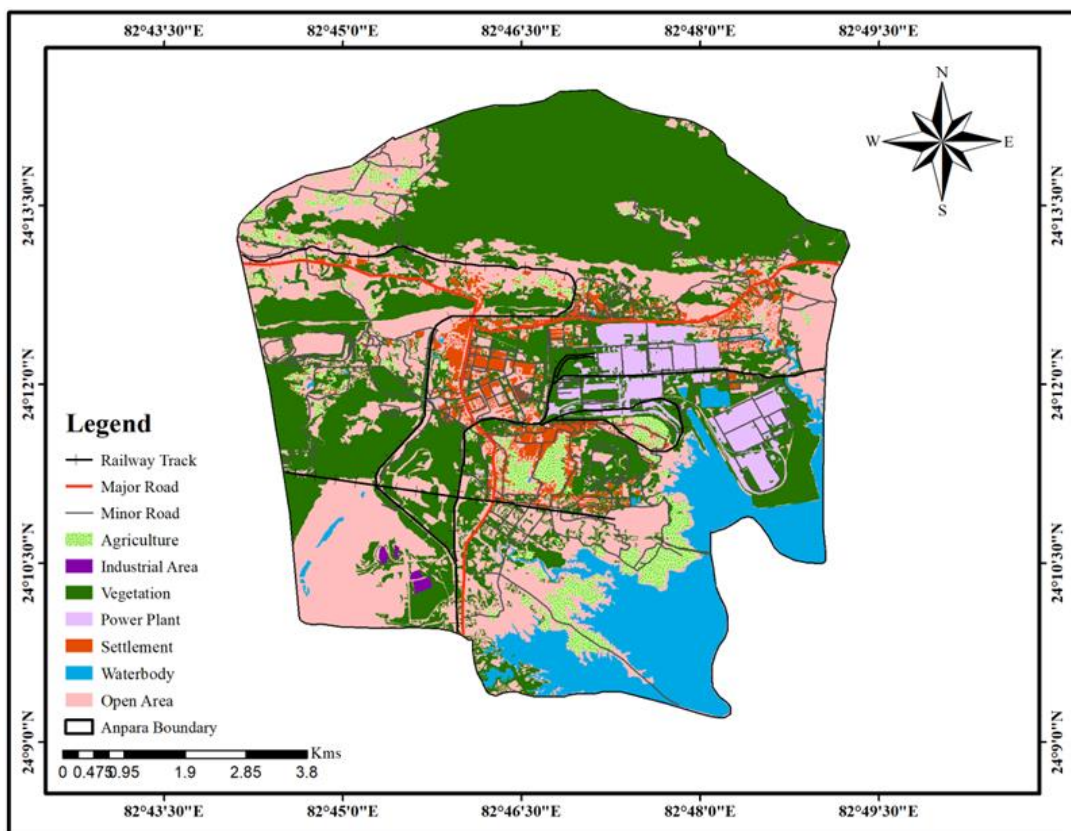 82°43'30"E 82°45'0"E 82°46'30"E 82°48'0"E 82°49'30"E
N
W E
S
24°13'30"N 24°13'30"N
24°12'0"N 24°12'0"N
24°10'30"N 24°10'30"N
24°9'0"N 24°9'0"N
Legend
Railway Track
Major Road
Minor Road
Agriculture
Industrial Area
Vegetation
Power Plant
Settlement
Waterbody
Open Area
Anpara Boundary
Kms
0 0.475 0.95 1.9 2.85 3.8
82°43'30"E 82°45'0"E 82°46'30"E 82°48'0"E 82°49'30"E